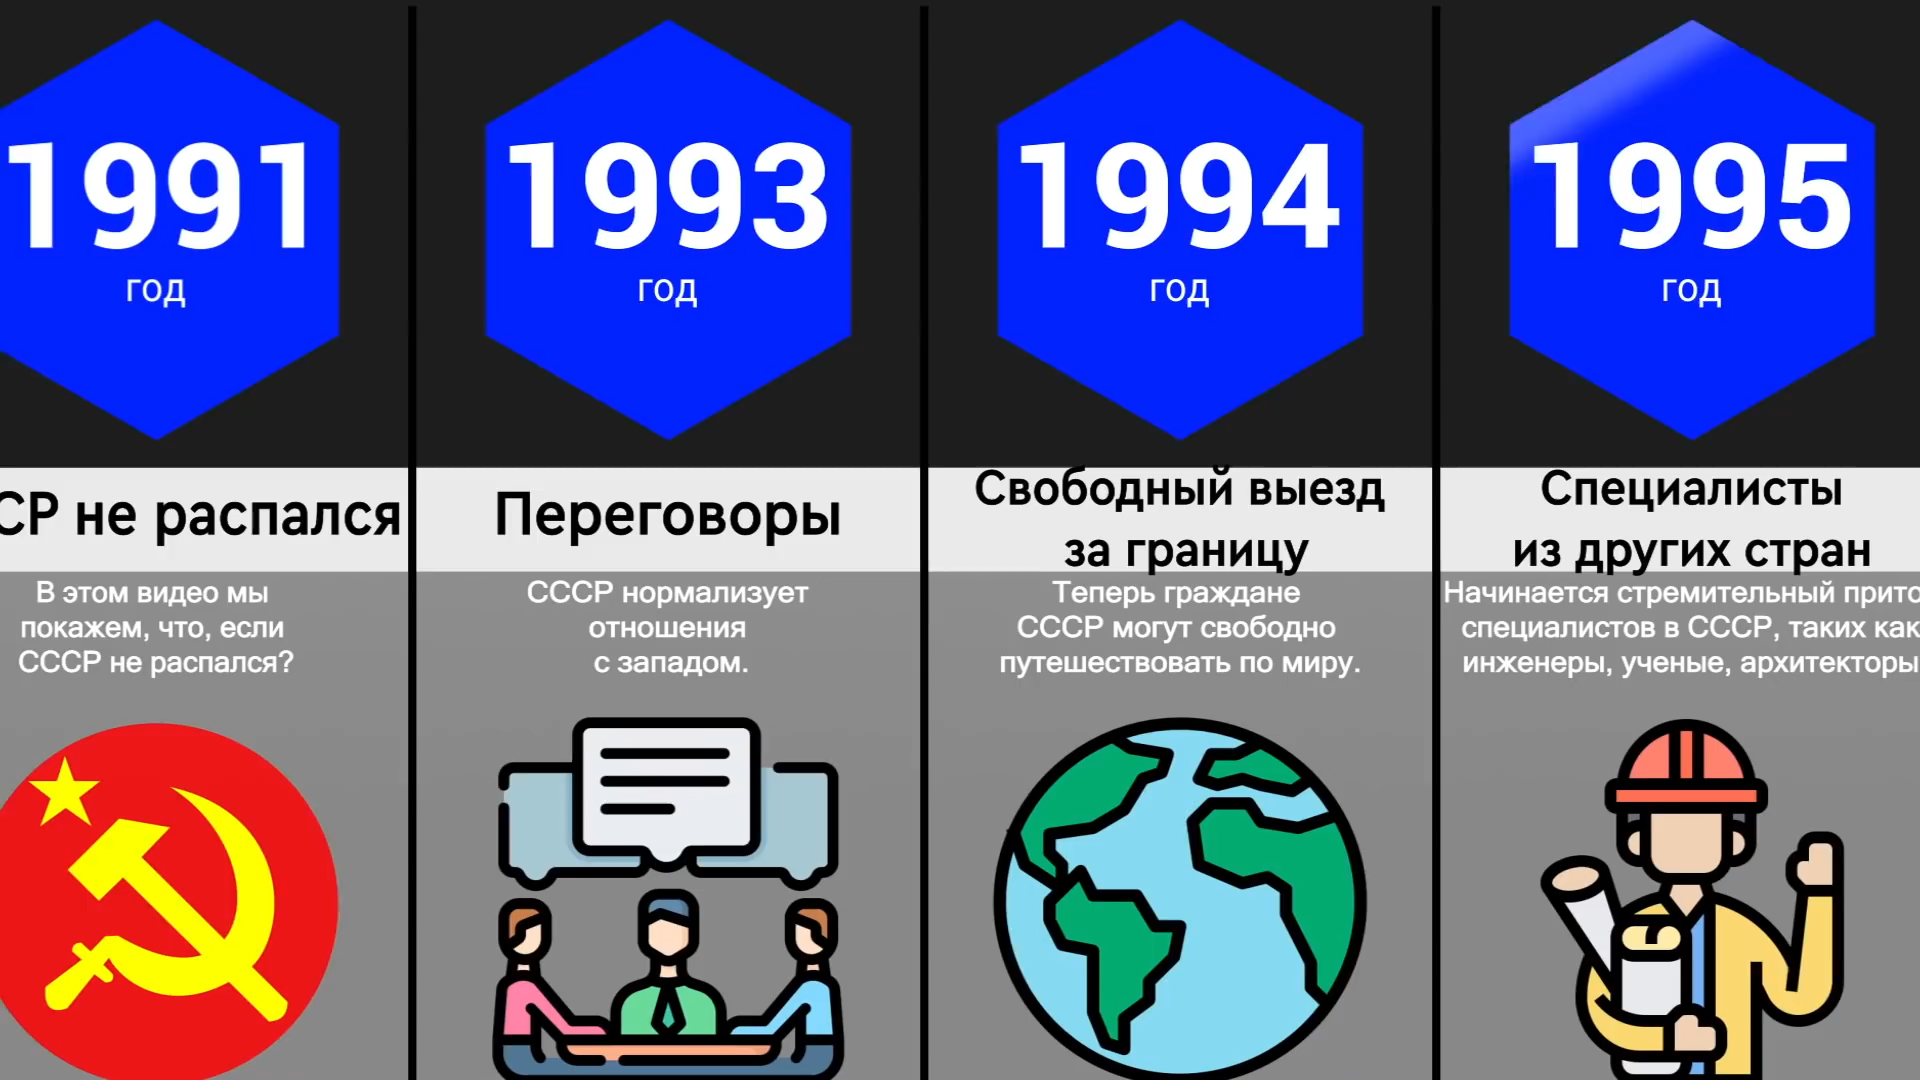 1991
год
СР не распался
В этом видео мы
покажем, что, если
СССР не распался?
1993
год
Переговоры
СССР нормализует
отношения
с западом.
1994
год
Свободный выезд
за границу
Теперь граждане
СССР могут свободно
путешествовать по миру.
1995
год
Специалисты
из других стран
Начинается стремительный прито
специалистов в СССР, таких как
инженеры, ученые, архитекторы